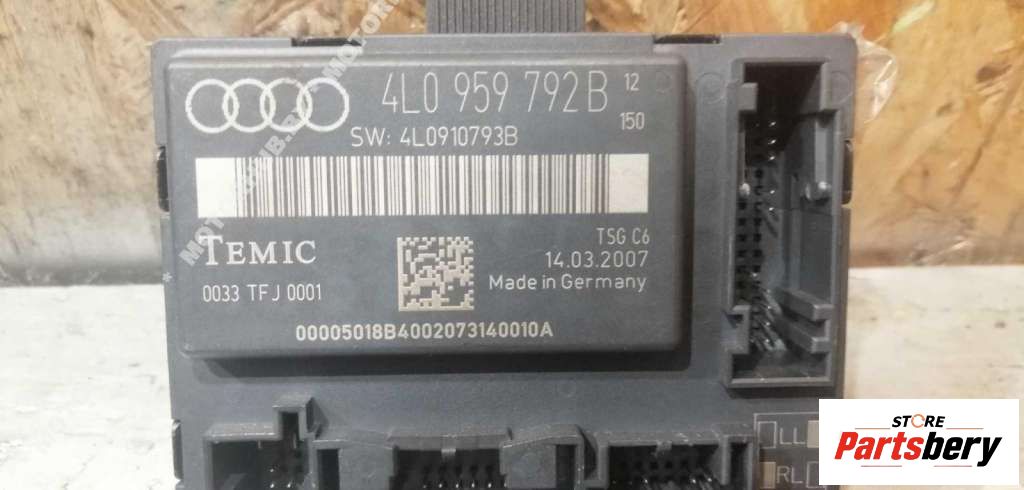 4L0 959 792B 12
150
SW: 4L0910793B
TEMIC
TSG C6
14.03.2007
0033 TFJ 0001
Made in Germany
00005018B4002073140010A
LL
RL
STORE
Partsbery